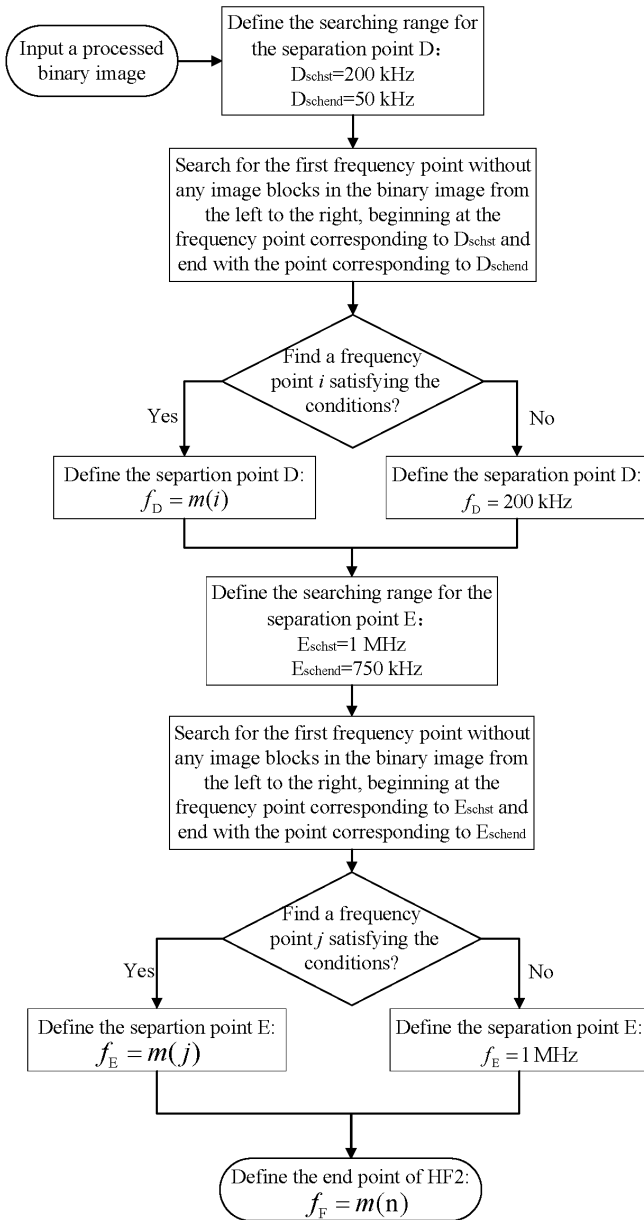 Input a processed
binary image
Define the searching range for
the separation point D:
Dschst=200 kHz
Dschend=50 kHz
Search for the first frequency point without
any image blocks in the binary image from
the left to the right, beginning at the
frequency point corresponding to Dschst and
end with the point corresponding to Dschend
Find a frequency
point i satisfying the
conditions?
Yes
No
Define the separtion point D:
f_D = m(i)
Define the separation point D:
f_D = 200 kHz
Define the searching range for the
separation point E:
Eschst=1 MHz
Eschend=750 kHz
Search for the first frequency point without
any image blocks in the binary image from
the left to the right, beginning at the
frequency point corresponding to Eschst and
end with the point corresponding to Eschend
Find a frequency
point j satisfying the
conditions?
Yes
No
Define the separtion point E:
f_E = m(j)
Define the separation point E:
f_E = 1 MHz
Define the end point of HF2:
f_F = m(n)